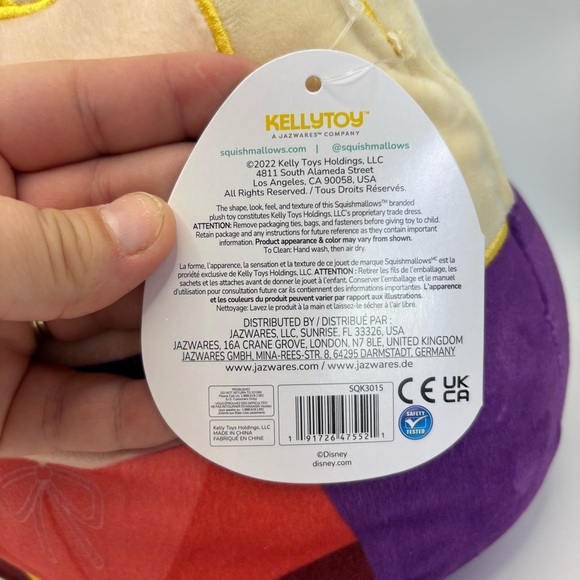 KELLYTOY™
A JAZWARES™ COMPANY
squishmallows.com | @squishmallows
©2022 Kelly Toys Holdings, LLC
4811 South Alameda Street
Los Angeles, CA 90058, USA
All Rights Reserved. / Tous Droits Réservés.
The shape, look, feel, and texture of this Squishmallows™ branded
plush toy constitutes Kelly Toys Holdings, LLC's proprietary trade dress.
ATTENTION: Remove packaging ties, bags, and fasteners before giving toy to child.
Retain package and any instructions for future reference as they contain important
information. Product appearance & color may vary from shown.
To Clean: Hand wash, then air dry.
La forme, l'apparence, la sensation et la texture de ce jouet de marque Squishmallowsᴹᶜ est la
propriété exclusive de Kelly Toys Holdings, LLC. ATTENTION : Retirer les fils de l'emballage, les
sachets et les attaches avant de donner le jouet à l'enfant. Conserver l'emballage et le manuel
d'utilisation pour consultation future car ils contiennent des informations importantes. L'apparence
et les couleurs du produit peuvent varier par rapport aux illustrations.
Nettoyage: Lavez le produit à la main et laissez-le sécher à l'air libre.
DISTRIBUTED BY / DISTRIBUÉ PAR :
JAZWARES, LLC, SUNRISE, FL 33326, USA
JAZWARES, 16A CRANE GROVE, LONDON, N7 8LE, UNITED KINGDOM
JAZWARES GMBH, MINA-REES-STR. 8, 64295 DARMSTADT, GERMANY
www.jazwares.com / www.jazwares.de
PROBLEMS?
DO NOT RETURN TO STORE
SQK3015
Kelly Toys Holdings, LLC
MADE IN CHINA
FABRIQUÉ EN CHINE
1 91726 47552 1
CE UK CA
SAFETY TESTED
©Disney
disney.com